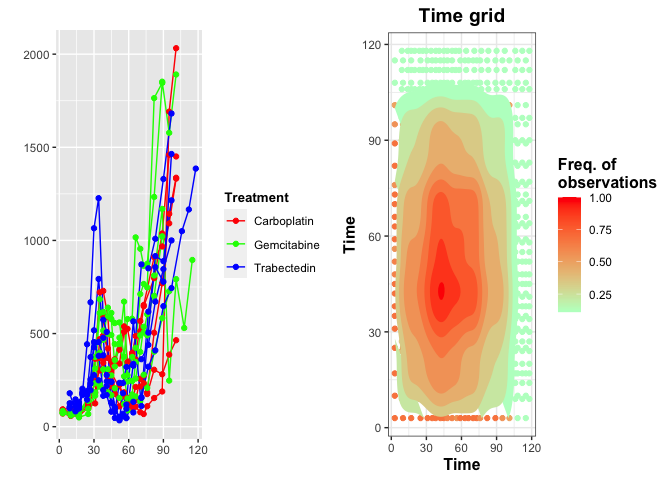 Time grid
2000
1500
1000
500
0
0 30 60 90 120
Treatment
Carboplatin
Gemcitabine
Trabectedin
Time
120
90
60
30
0
0 30 60 90 120
Time
Freq. of
observations
1.00
0.75
0.50
0.25